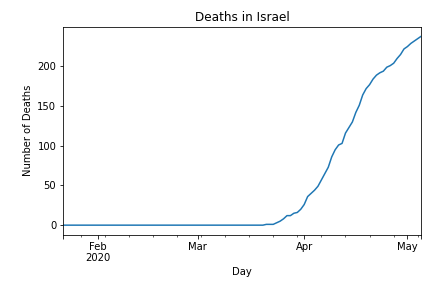 Deaths in Israel
Number of Deaths
200
150
100
50
0
Feb
2020
Mar
Apr
May
Day